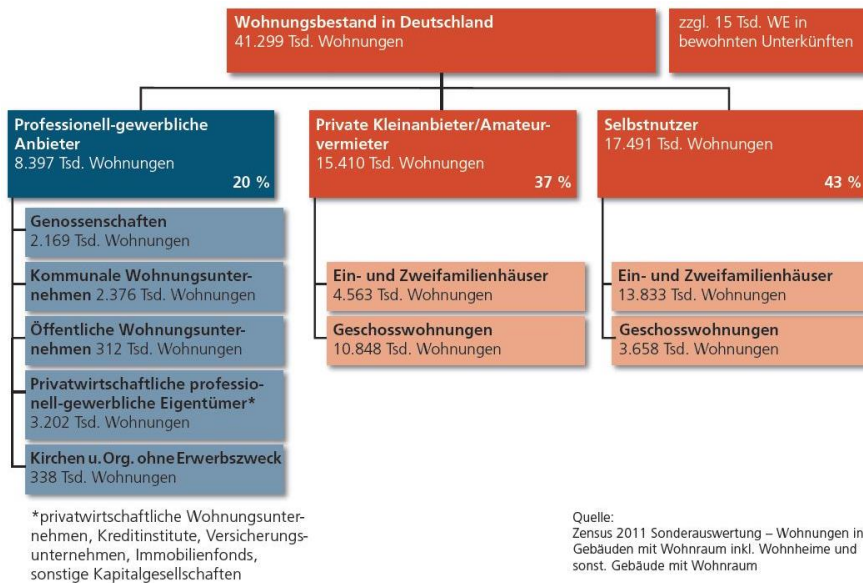 Wohnungsbestand in Deutschland
41.299 Tsd. Wohnungen
zzgl. 15 Tsd. WE in
bewohnten Unterkünften
Professionell-gewerbliche
Anbieter
8.397 Tsd. Wohnungen
20 %
Private Kleinanbieter/Amateur-
vermieter
15.410 Tsd. Wohnungen
37 %
Selbstnutzer
17.491 Tsd. Wohnungen
43 %
Genossenschaften
2.169 Tsd. Wohnungen
Kommunale Wohnungsunter-
nehmen 2.376 Tsd. Wohnungen
Öffentliche Wohnungsunter-
nehmen 312 Tsd. Wohnungen
Privatwirtschaftliche professio-
nell-gewerbliche Eigentümer*
3.202 Tsd. Wohnungen
Kirchen u. Org. ohne Erwerbszweck
338 Tsd. Wohnungen
Ein- und Zweifamilienhäuser
4.563 Tsd. Wohnungen
Geschosswohnungen
10.848 Tsd. Wohnungen
Ein- und Zweifamilienhäuser
13.833 Tsd. Wohnungen
Geschosswohnungen
3.658 Tsd. Wohnungen
*privatwirtschaftliche Wohnungsunter-
nehmen, Kreditinstitute, Versicherungs-
unternehmen, Immobilienfonds,
sonstige Kapitalgesellschaften
Quelle:
Zensus 2011 Sonderauswertung – Wohnungen in
Gebäuden mit Wohnraum inkl. Wohnheime und
sonst. Gebäude mit Wohnraum